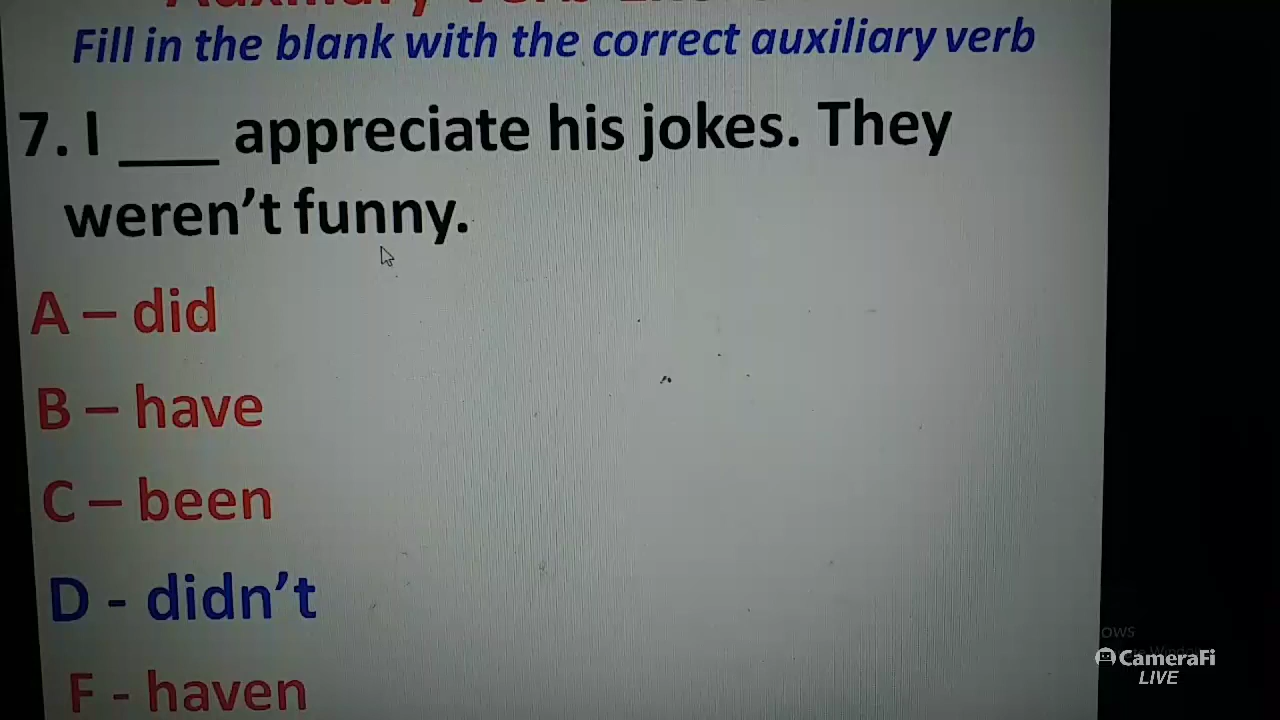 Fill in the blank with the correct auxiliary verb
7. I ___ appreciate his jokes. They
weren't funny.
A – did
B – have
C – been
D - didn't
F - haven
OWS
CameraFi
LIVE